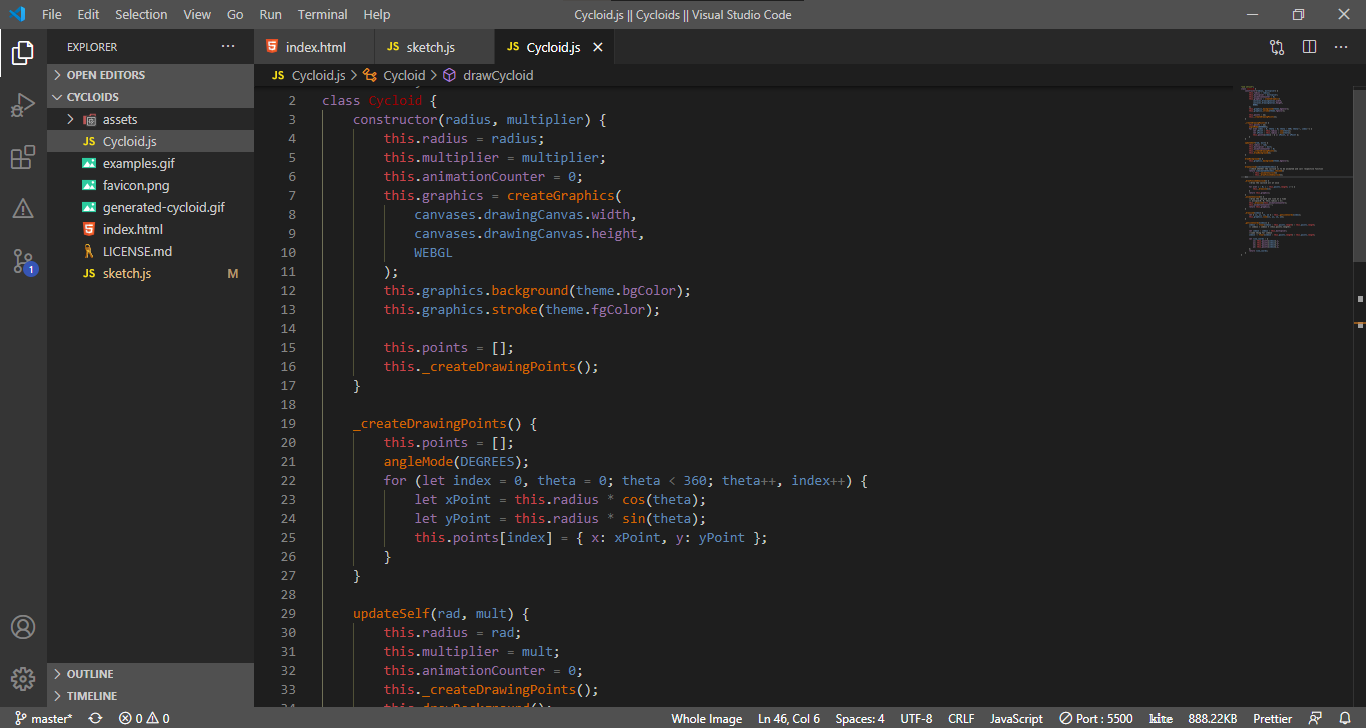 File Edit Selection View Go Run Terminal Help Cycloid.js || Cycloids || Visual Studio Code
EXPLORER
OPEN EDITORS
CYCLOIDS
assets
JS Cycloid.js
examples.gif
favicon.png
generated-cycloid.gif
index.html
LICENSE.md
JS sketch.js M
1
OUTLINE
TIMELINE
index.html JS sketch.js JS Cycloid.js
JS Cycloid.js > Cycloid > drawCycloid
2 class Cycloid {
3 constructor(radius, multiplier) {
4 this.radius = radius;
5 this.multiplier = multiplier;
6 this.animationCounter = 0;
7 this.graphics = createGraphics(
8 canvases.drawingCanvas.width,
9 canvases.drawingCanvas.height,
10 WEBGL
11 );
12 this.graphics.background(theme.bgColor);
13 this.graphics.stroke(theme.fgColor);
14
15 this.points = [];
16 this._createDrawingPoints();
17 }
18
19 _createDrawingPoints() {
20 this.points = [];
21 angleMode(DEGREES);
22 for (let index = 0, theta = 0; theta < 360; theta++, index++) {
23 let xPoint = this.radius * cos(theta);
24 let yPoint = this.radius * sin(theta);
25 this.points[index] = { x: xPoint, y: yPoint };
26 }
27 }
28
29 updateSelf(rad, mult) {
30 this.radius = rad;
31 this.multiplier = mult;
32 this.animationCounter = 0;
33 this._createDrawingPoints();
master* 0 0 Whole Image Ln 46, Col 6 Spaces: 4 UTF-8 CRLF JavaScript Port : 5500 kite 888.22KB Prettier